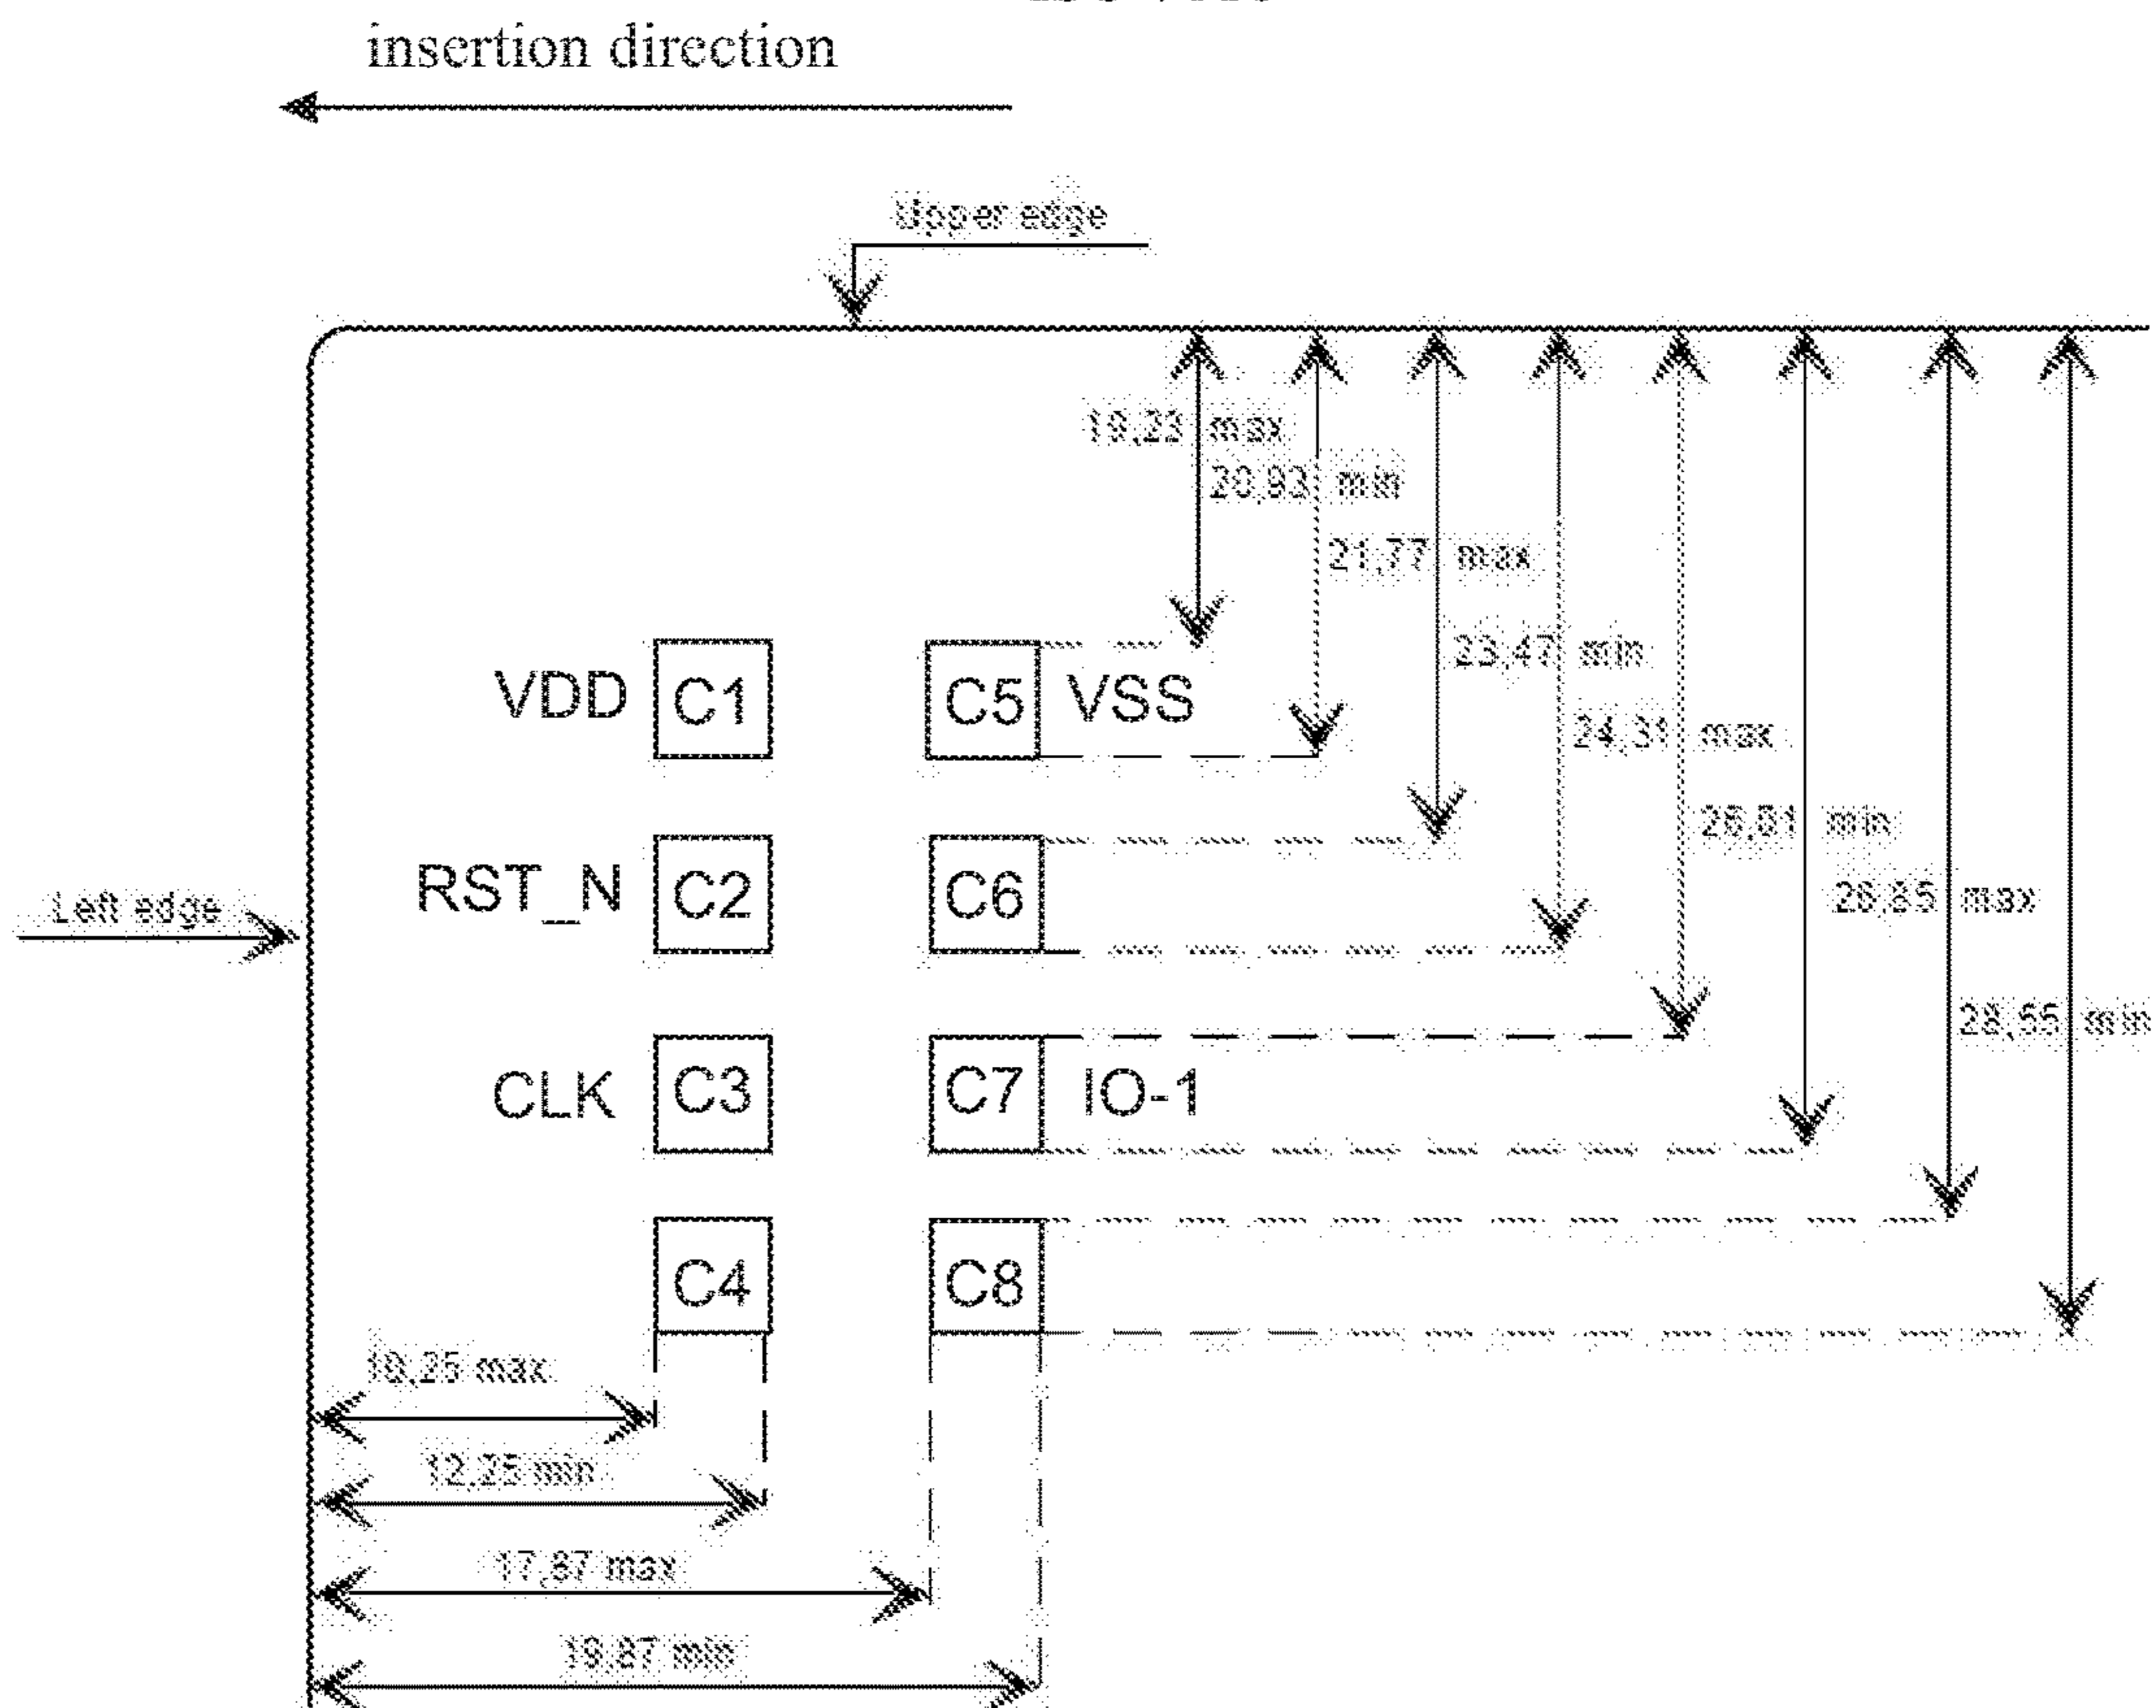 insertion direction
Upper edge
19,23 max
20,93 min
21,77 max
23,47 min
24,31 max
26,01 min
26,85 max
28,55 min
VDD C1 C5 VSS
RST_N C2 C6
Left edge
CLK C3 C7 IO-1
C4 C8
10,25 max
12,25 min
17,87 max
19,87 min